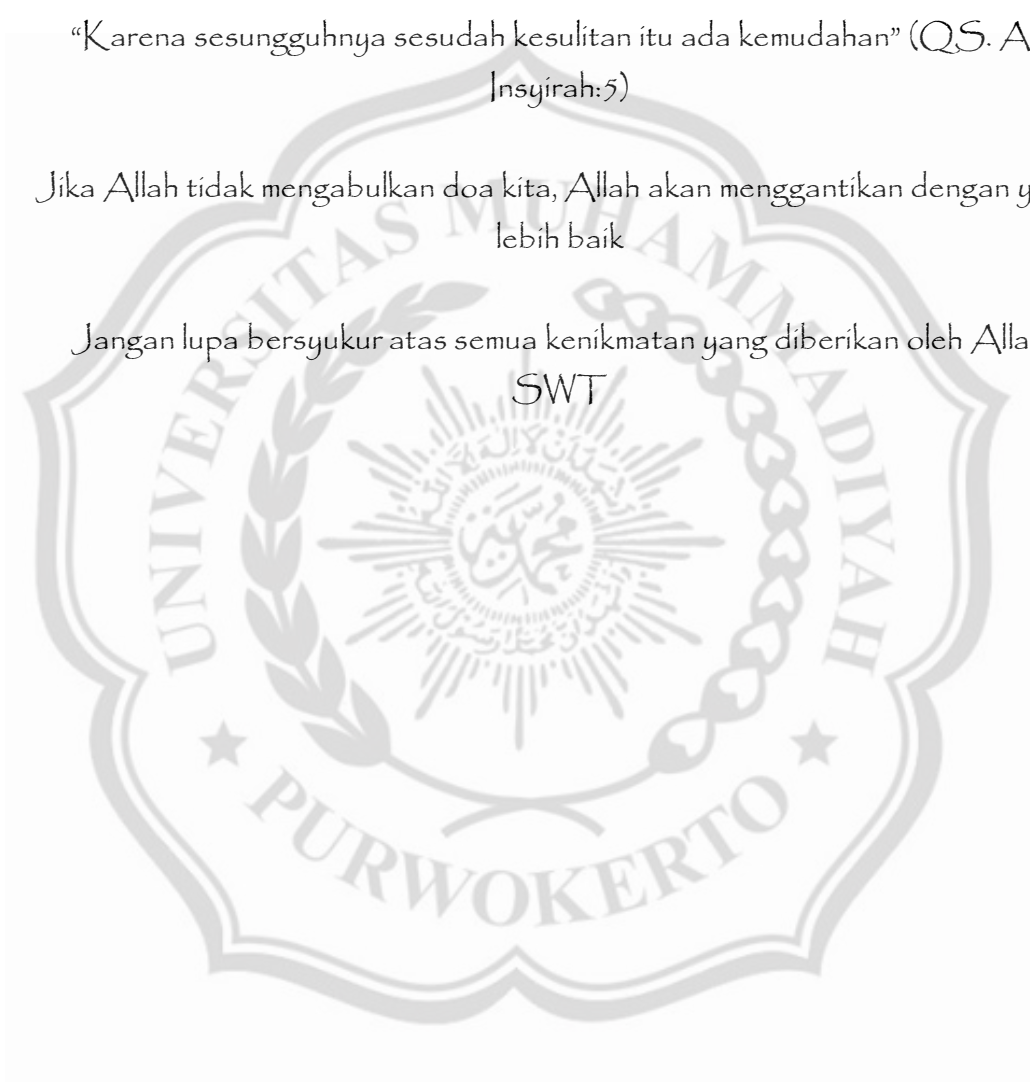 “Karena sesungguhnya sesudah kesulitan itu ada kemudahan” (QS. A
Insyirah:5)
Jika Allah tidak mengabulkan doa kita, Allah akan menggantikan dengan y
lebih baik
Jangan lupa bersyukur atas semua kenikmatan yang diberikan oleh Alla
SWT
UNIVERSITAS MUHAMMADIYAH
PURWOKERTO